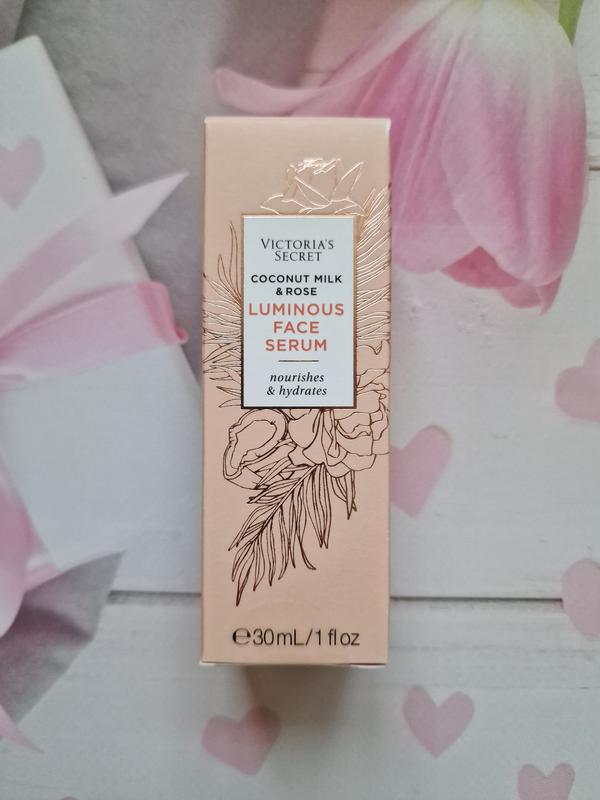 VICTORIA'S
SECRET
COCONUT MILK
& ROSE
LUMINOUS
FACE
SERUM
nourishes
& hydrates
℮30mL/1 fl oz